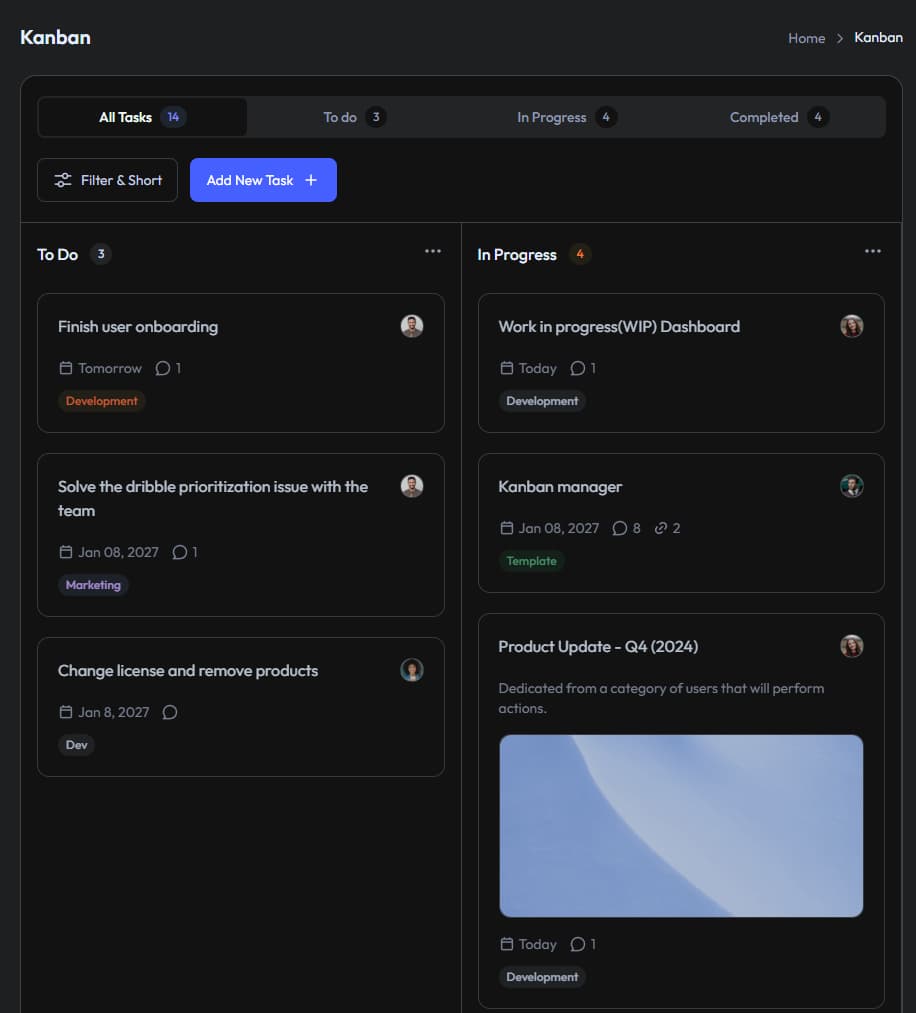 Kanban
Home > Kanban
All Tasks 14
To do 3
In Progress 4
Completed 4
Filter & Short
Add New Task +
To Do 3
Finish user onboarding
Tomorrow 1
Development
Solve the dribble prioritization issue with the
team
Jan 08, 2027 1
Marketing
Change license and remove products
Jan 8, 2027
Dev
In Progress 4
Work in progress(WIP) Dashboard
Today 1
Development
Kanban manager
Jan 08, 2027 8 2
Template
Product Update - Q4 (2024)
Dedicated from a category of users that will perform
actions.
Today 1
Development